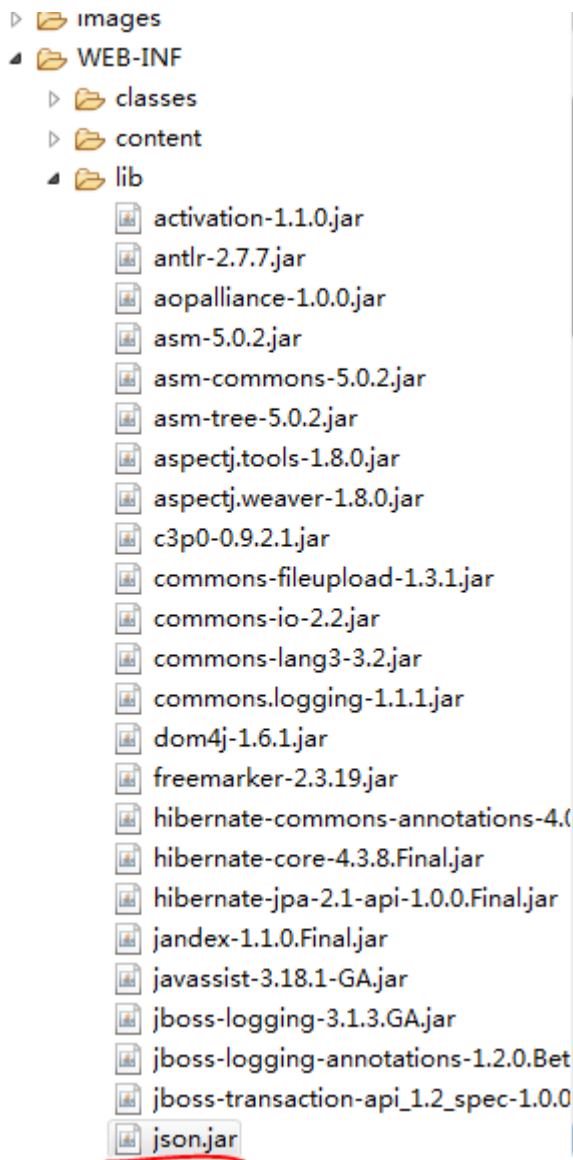 images
WEB-INF
classes
content
lib
activation-1.1.0.jar
antlr-2.7.7.jar
aopalliance-1.0.0.jar
asm-5.0.2.jar
asm-commons-5.0.2.jar
asm-tree-5.0.2.jar
aspectj.tools-1.8.0.jar
aspectj.weaver-1.8.0.jar
c3p0-0.9.2.1.jar
commons-fileupload-1.3.1.jar
commons-io-2.2.jar
commons-lang3-3.2.jar
commons.logging-1.1.1.jar
dom4j-1.6.1.jar
freemarker-2.3.19.jar
hibernate-commons-annotations-4.0
hibernate-core-4.3.8.Final.jar
hibernate-jpa-2.1-api-1.0.0.Final.jar
jandex-1.1.0.Final.jar
javassist-3.18.1-GA.jar
jboss-logging-3.1.3.GA.jar
jboss-logging-annotations-1.2.0.Bet
jboss-transaction-api_1.2_spec-1.0.0
json.jar